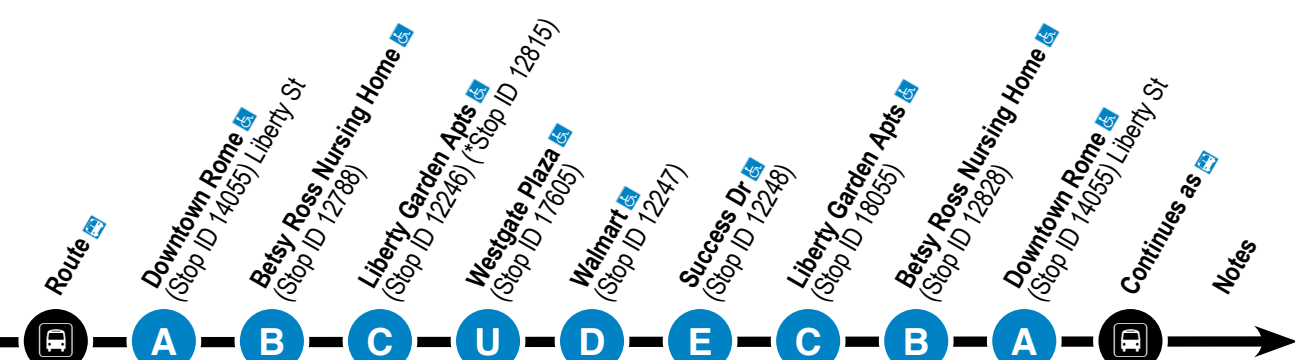 Route
Downtown Rome
(Stop ID 14055) Liberty St
Betsy Ross Nursing Home
(Stop ID 12788)
Liberty Garden Apts
(Stop ID 12246) (*Stop ID 12815)
Westgate Plaza
(Stop ID 17605)
Walmart
(Stop ID 12247)
Success Dr
(Stop ID 12248)
Liberty Garden Apts
(Stop ID 18055)
Betsy Ross Nursing Home
(Stop ID 12828)
Downtown Rome
(Stop ID 14055) Liberty St
Continues as
Notes
A B C U D E C B A